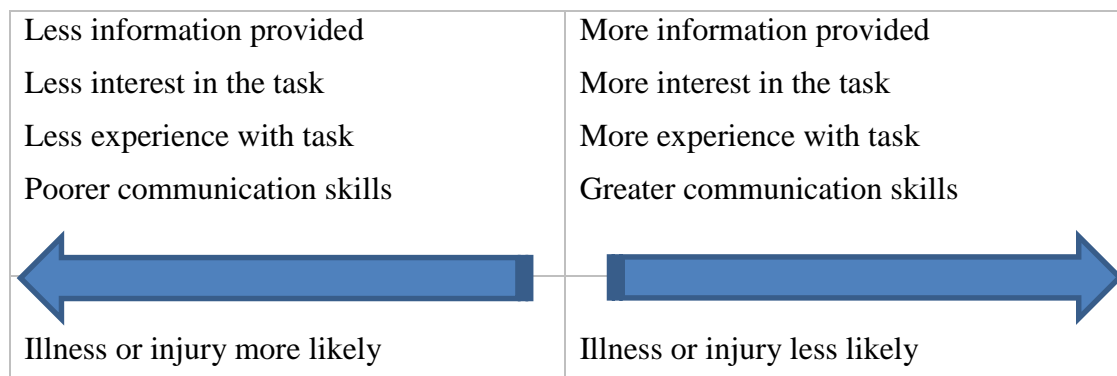 Less information provided
Less interest in the task
Less experience with task
Poorer communication skills
Illness or injury more likely
More information provided
More interest in the task
More experience with task
Greater communication skills
Illness or injury less likely